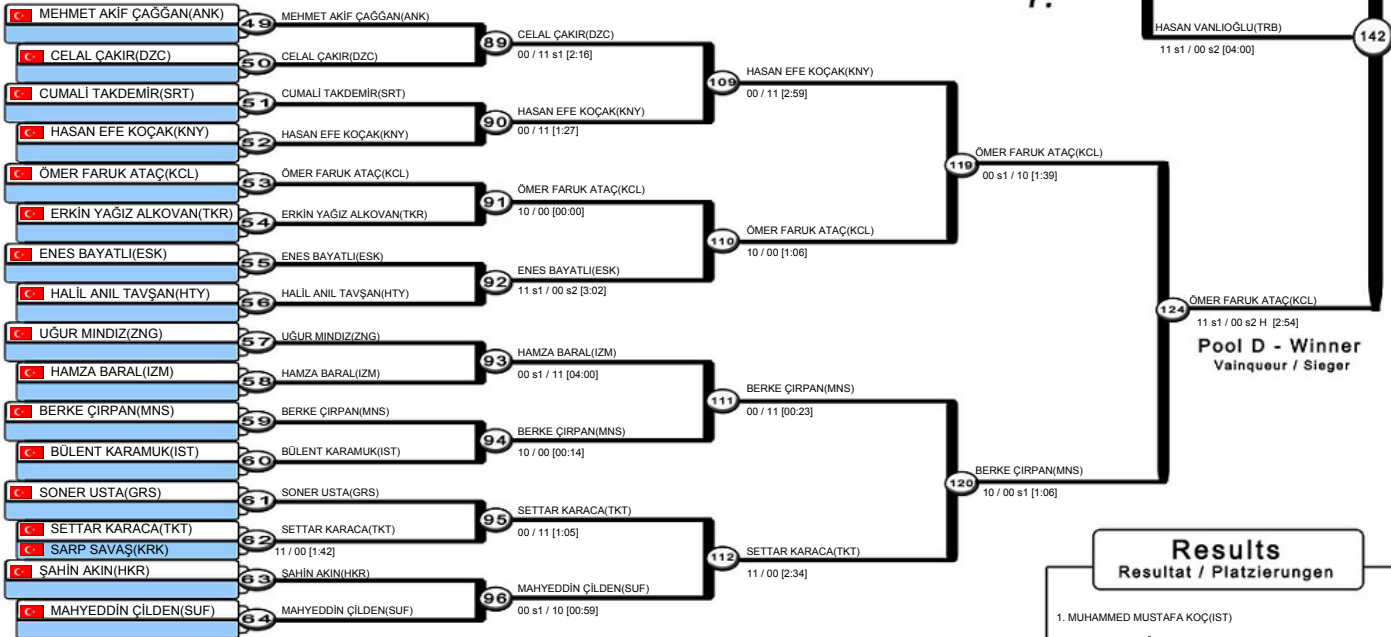 MEHMET AKİF ÇAĞĞAN(ANK)
49
MEHMET AKİF ÇAĞĞAN(ANK)
CELAL ÇAKIR(DZC)
50
CELAL ÇAKIR(DZC)
89
CELAL ÇAKIR(DZC)
00 / 11 s1 [2:16]
CUMALİ TAKDEMİR(SRT)
51
CUMALİ TAKDEMİR(SRT)
HASAN EFE KOÇAK(KNY)
52
HASAN EFE KOÇAK(KNY)
90
HASAN EFE KOÇAK(KNY)
00 / 11 [1:27]
109
HASAN EFE KOÇAK(KNY)
00 / 11 [2:59]
ÖMER FARUK ATAÇ(KCL)
53
ÖMER FARUK ATAÇ(KCL)
ERKİN YAĞIZ ALKOVAN(TKR)
54
ERKİN YAĞIZ ALKOVAN(TKR)
91
ÖMER FARUK ATAÇ(KCL)
10 / 00 [00:00]
ENES BAYATLI(ESK)
55
ENES BAYATLI(ESK)
HALİL ANIL TAVŞAN(HTY)
56
HALİL ANIL TAVŞAN(HTY)
92
ENES BAYATLI(ESK)
11 s1 / 00 s2 [3:02]
110
ÖMER FARUK ATAÇ(KCL)
10 / 00 [1:06]
119
ÖMER FARUK ATAÇ(KCL)
00 s1 / 10 [1:39]
UĞUR MINDIZ(ZNG)
57
UĞUR MINDIZ(ZNG)
HAMZA BARAL(IZM)
58
HAMZA BARAL(IZM)
93
HAMZA BARAL(IZM)
00 s1 / 11 [04:00]
BERKE ÇIRPAN(MNS)
59
BERKE ÇIRPAN(MNS)
BÜLENT KARAMUK(IST)
60
BÜLENT KARAMUK(IST)
94
BERKE ÇIRPAN(MNS)
10 / 00 [00:14]
111
BERKE ÇIRPAN(MNS)
00 / 11 [00:23]
SONER USTA(GRS)
61
SONER USTA(GRS)
SETTAR KARACA(TKT)
SARP SAVAŞ(KRK)
62
SETTAR KARACA(TKT)
11 / 00 [1:42]
95
SETTAR KARACA(TKT)
00 / 11 [1:05]
ŞAHİN AKIN(HKR)
63
ŞAHİN AKIN(HKR)
MAHYEDDİN ÇİLDEN(SUF)
64
MAHYEDDİN ÇİLDEN(SUF)
96
MAHYEDDİN ÇİLDEN(SUF)
00 s1 / 10 [00:59]
112
SETTAR KARACA(TKT)
11 / 00 [2:34]
120
BERKE ÇIRPAN(MNS)
10 / 00 s1 [1:06]
124
ÖMER FARUK ATAÇ(KCL)
11 s1 / 00 s2 H [2:54]
Pool D - Winner
Vainqueur / Sieger
HASAN VANLIOĞLU(TRB)
11 s1 / 00 s2 [04:00]
142
Results
Resultat / Platzierungen
1. MUHAMMED MUSTAFA KOÇ(IST)